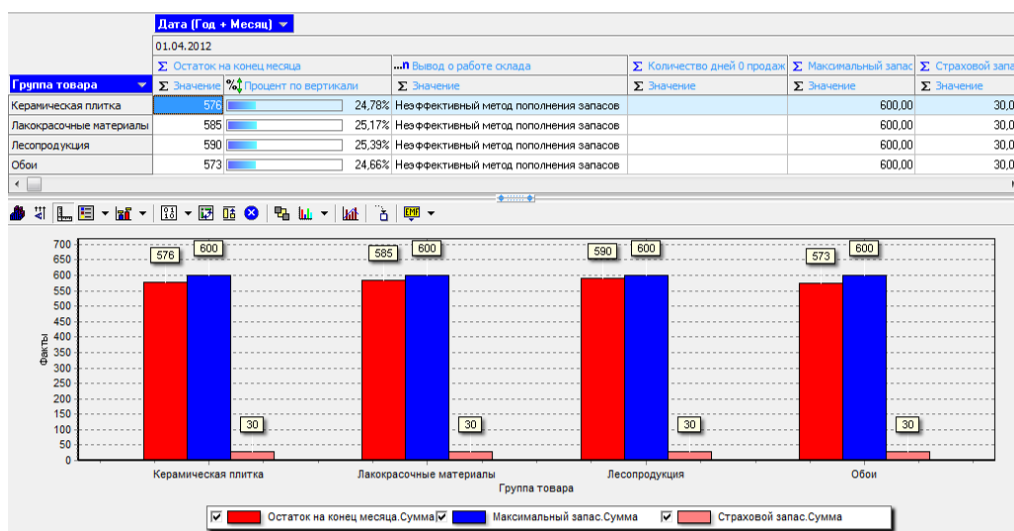 Дата (Год + Месяц)
01.04.2012
Σ Остаток на конец месяца ...n Вывод о работе склада Σ Количество дней 0 продаж Σ Максимальный запас Σ Страховой запа
Группа товара Σ Значение % Процент по вертикали Σ Значение Σ Значение Σ Значение Σ Значение
Керамическая плитка 576 24,78% Неэффективный метод пополнения запасов 600,00 30,0
Лакокрасочные материалы 585 25,17% Неэффективный метод пополнения запасов 600,00 30,0
Лесопродукция 590 25,39% Неэффективный метод пополнения запасов 600,00 30,0
Обои 573 24,66% Неэффективный метод пополнения запасов 600,00 30,0
EMF
700
650
600
550
500
450
400
350
300
250
200
150
100
50
0
Факты
576 600 30
585 600 30
590 600 30
573 600 30
Керамическая плитка Лакокрасочные материалы Лесопродукция Обои
Группа товара
Остаток на конец месяца.Сумма Максимальный запас.Сумма Страховой запас.Сумма